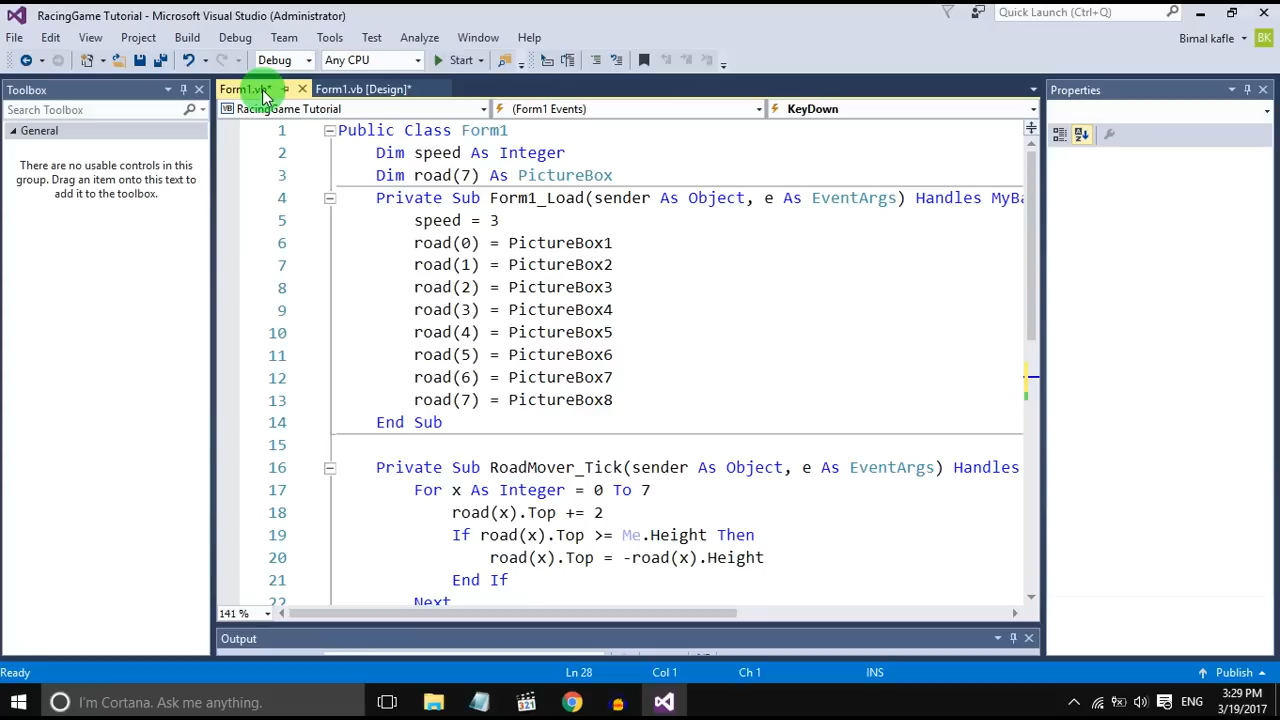 RacingGame Tutorial - Microsoft Visual Studio (Administrator)
Quick Launch (Ctrl+Q)
File Edit View Project Build Debug Team Tools Test Analyze Window Help
Bimal kafle BK
Debug Any CPU Start
Toolbox
Form1.vb*
Form1.vb [Design]*
Properties
Search Toolbox
RacingGame Tutorial
(Form1 Events)
KeyDown
General
There are no usable controls in this
group. Drag an item onto this text to
add it to the toolbox.
1 Public Class Form1
2 Dim speed As Integer
3 Dim road(7) As PictureBox
4 Private Sub Form1_Load(sender As Object, e As EventArgs) Handles MyBa
5 speed = 3
6 road(0) = PictureBox1
7 road(1) = PictureBox2
8 road(2) = PictureBox3
9 road(3) = PictureBox4
10 road(4) = PictureBox5
11 road(5) = PictureBox6
12 road(6) = PictureBox7
13 road(7) = PictureBox8
14 End Sub
15
16 Private Sub RoadMover_Tick(sender As Object, e As EventArgs) Handles
17 For x As Integer = 0 To 7
18 road(x).Top += 2
19 If road(x).Top >= Me.Height Then
20 road(x).Top = -road(x).Height
21 End If
22 Next
141 %
Output
Ready
Ln 28 Col 1 Ch 1 INS
Publish
I'm Cortana. Ask me anything.
321
ENG
3:29 PM
3/19/2017